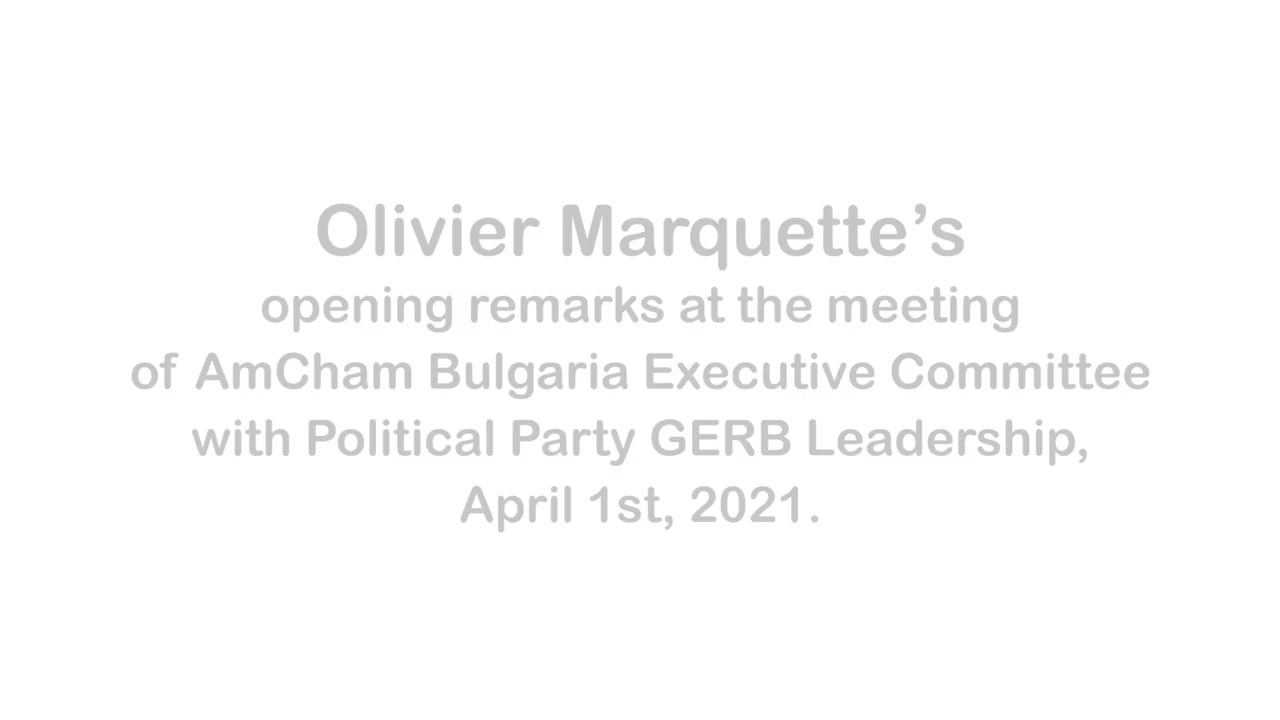 Olivier Marquette’s
opening remarks at the meeting
of AmCham Bulgaria Executive Committee
with Political Party GERB Leadership,
April 1st, 2021.